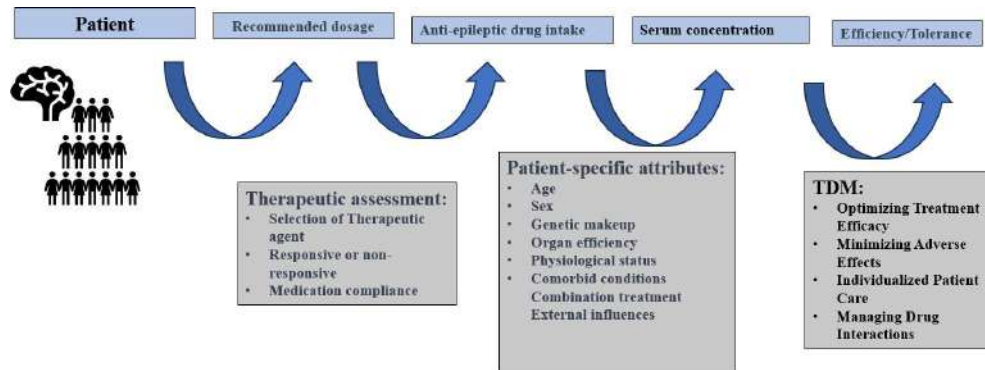 Patient
Recommended dosage
Anti-epileptic drug intake
Serum concentration
Efficiency/Tolerance
Therapeutic assessment:
• Selection of Therapeutic
agent
• Responsive or non-
responsive
• Medication compliance
Patient-specific attributes:
• Age
• Sex
• Genetic makeup
• Organ efficiency
• Physiological status
• Comorbid conditions
Combination treatment
External influences
TDM:
• Optimizing Treatment
Efficacy
• Minimizing Adverse
Effects
• Individualized Patient
Care
• Managing Drug
Interactions